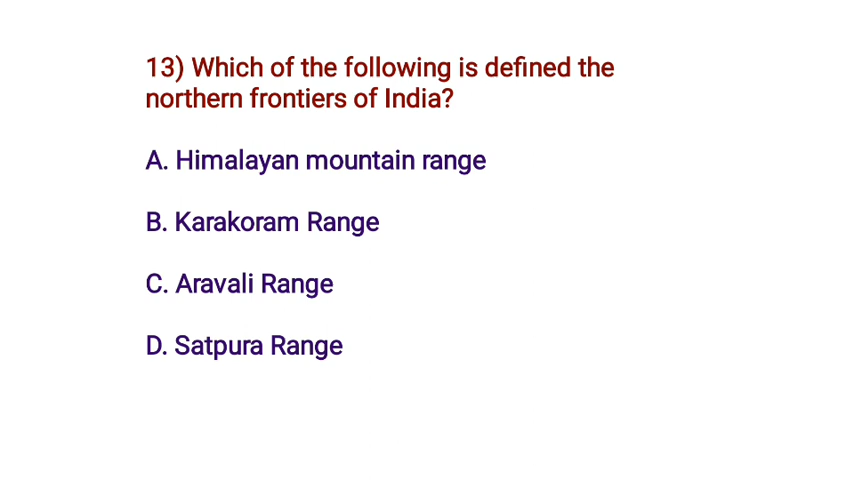 13) Which of the following is defined the
northern frontiers of India?
A. Himalayan mountain range
B. Karakoram Range
C. Aravali Range
D. Satpura Range